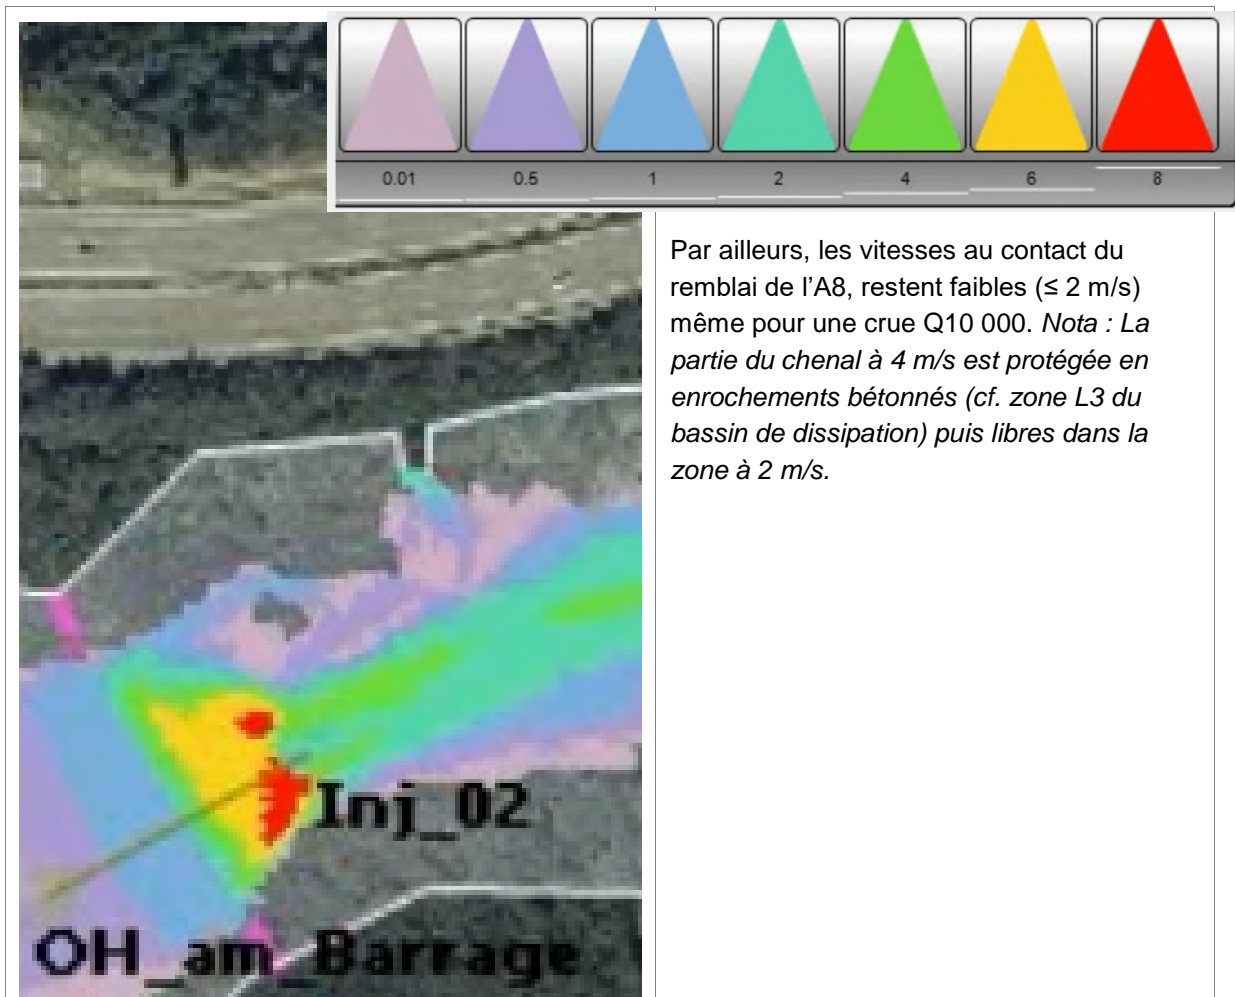 0.01 0.5 1 2 4 6 8
Par ailleurs, les vitesses au contact du
remblai de l'A8, restent faibles (≤ 2 m/s)
même pour une crue Q10 000. Nota : La
partie du chenal à 4 m/s est protégée en
enrochements bétonnés (cf. zone L3 du
bassin de dissipation) puis libres dans la
zone à 2 m/s.
Inj_02
OH_am_Barrage